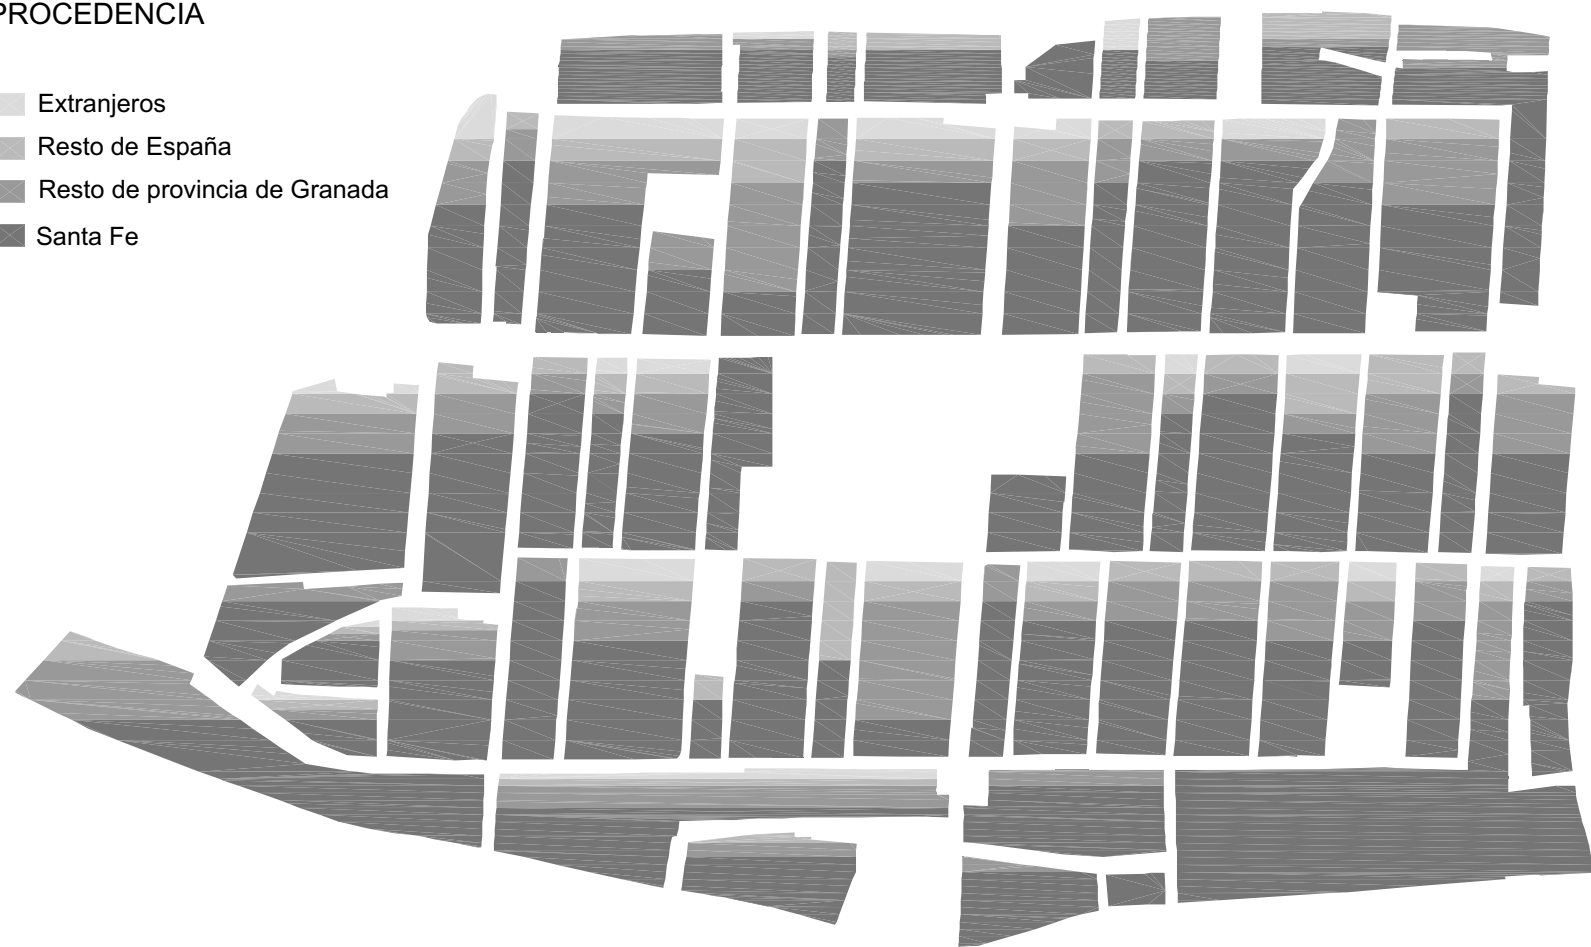 PROCEDENCIA
Extranjeros
Resto de España
Resto de provincia de Granada
Santa Fe